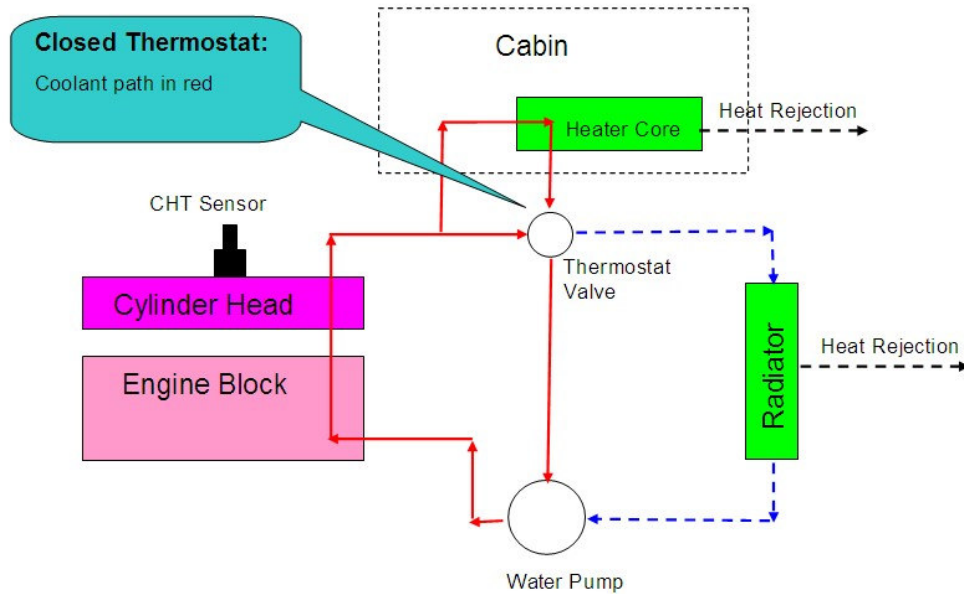 Closed Thermostat:
Coolant path in red
Cabin
Heater Core
Heat Rejection
CHT Sensor
Thermostat
Valve
Cylinder Head
Engine Block
Radiator
Heat Rejection
Water Pump